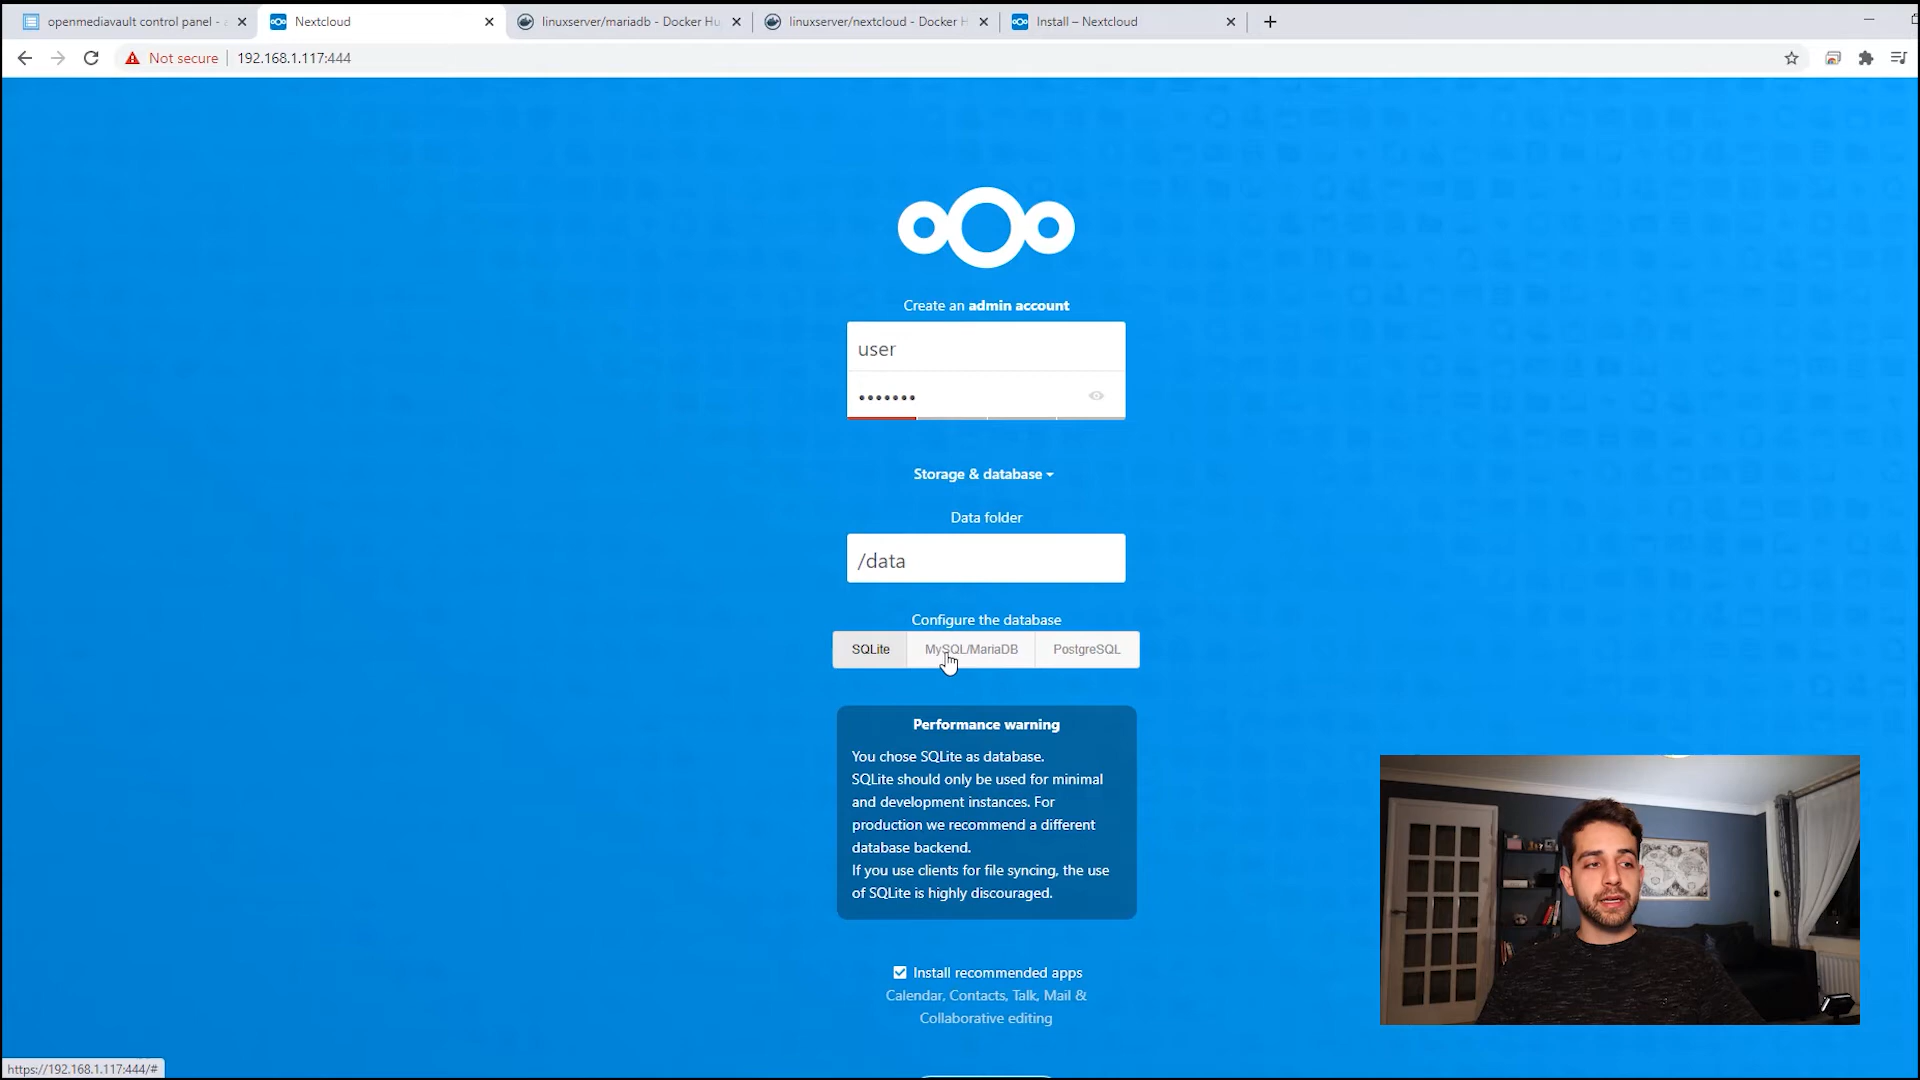 openmediavault control panel - a
Nextcloud
linuxserver/mariadb - Docker Hu
linuxserver/nextcloud - Docker H
Install – Nextcloud
Not secure
192.168.1.117:444
Create an admin account
user
•••••••
Storage & database
Data folder
/data
Configure the database
SQLite
MySQL/MariaDB
PostgreSQL
Performance warning
You chose SQLite as database.
SQLite should only be used for minimal
and development instances. For
production we recommend a different
database backend.
If you use clients for file syncing, the use
of SQLite is highly discouraged.
Install recommended apps
Calendar, Contacts, Talk, Mail &
Collaborative editing
https://192.168.1.117:444/#